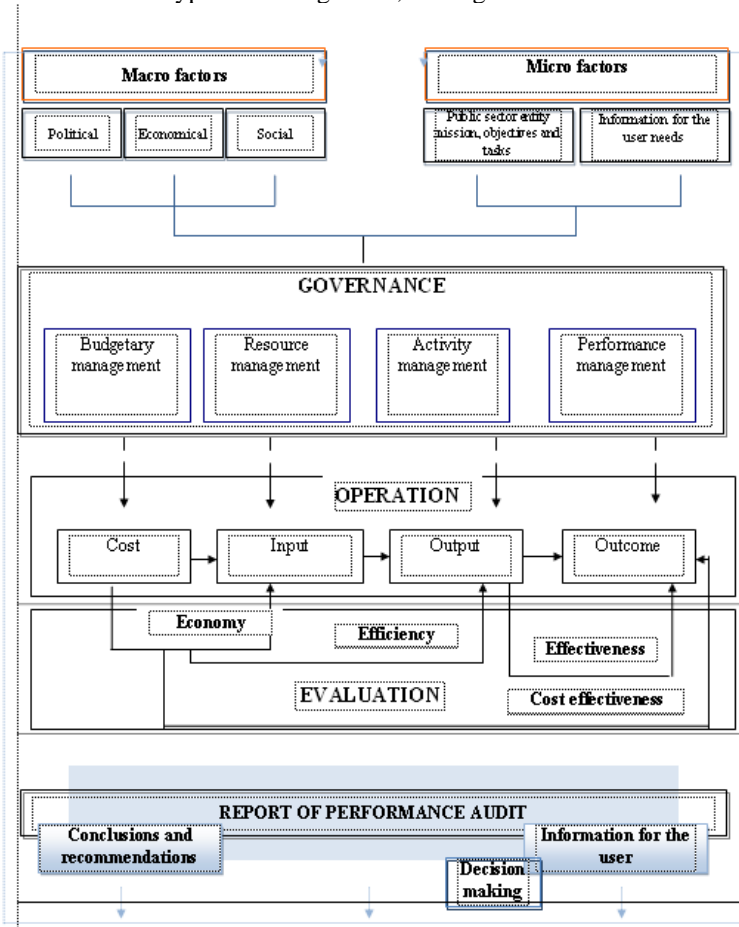 Macro factors
Micro factors
Political
Economical
Social
Public sector entity
mission, objectives and
tasks
Information for the
user needs
GOVERNANCE
Budgetary
management
Resource
management
Activity
management
Performance
management
OPERATION
Cost
Input
Output
Outcome
Economy
Efficiency
Effectiveness
EVALUATION
Cost effectiveness
REPORT OF PERFORMANCE AUDIT
Conclusions and
recommendations
Information for the
user
Decision
making